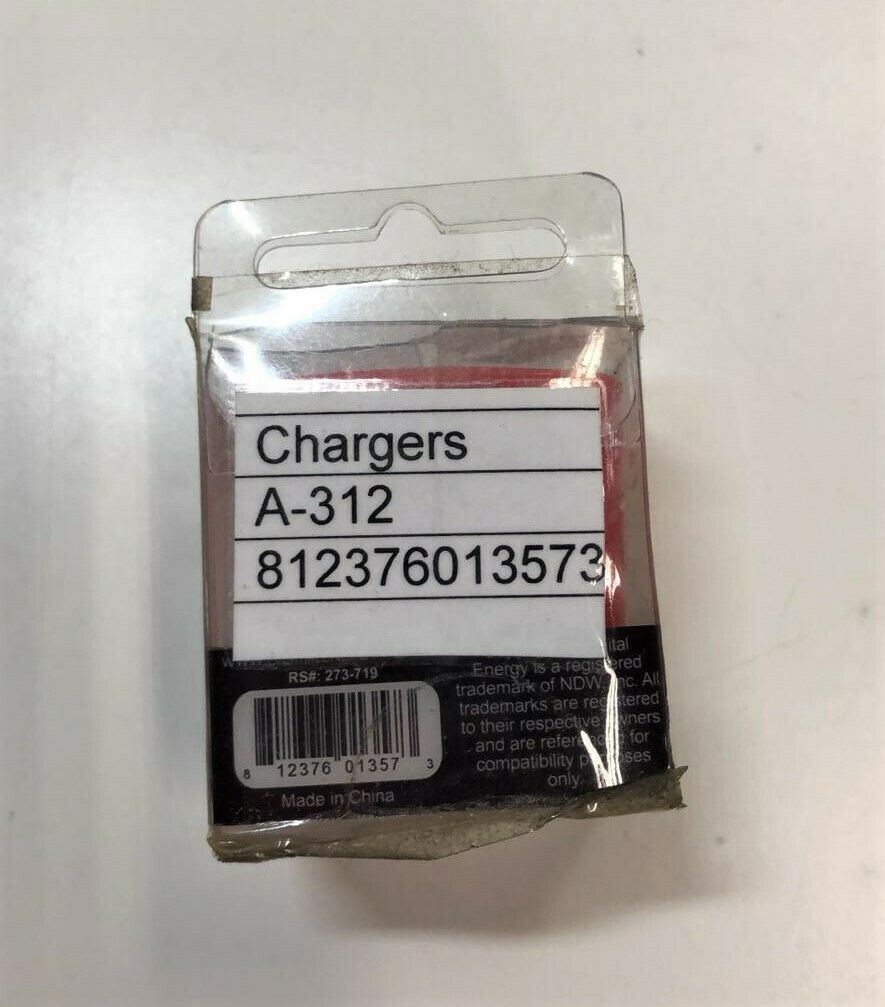 Chargers
A-312
812376013573
RS#: 273-719
8 12376 01357 3
Made in China
Energy is a registered
trademark of NDW, Inc. All
trademarks are registered
to their respective owners
and are referenced for
compatibility purposes
only.